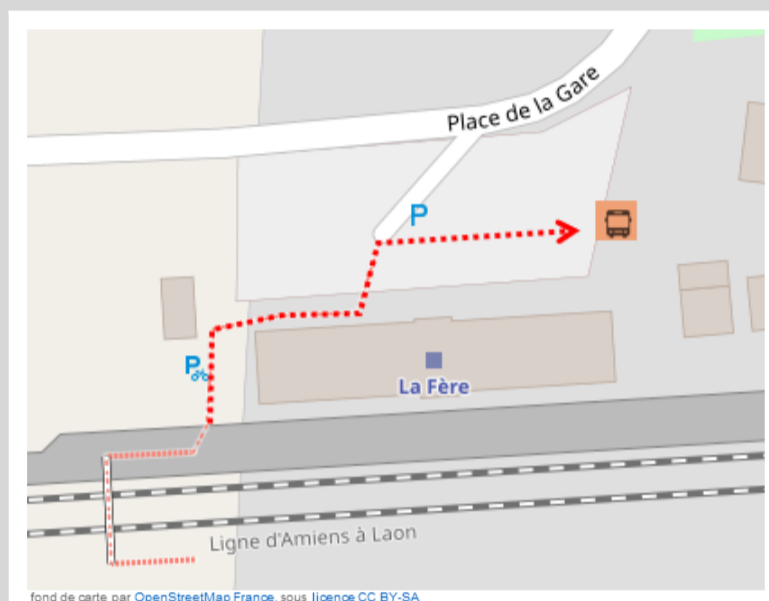 Place de la Gare
P
P
La Fère
Ligne d'Amiens à Laon
fond de carte par OpenStreetMap France, sous licence CC BY-SA